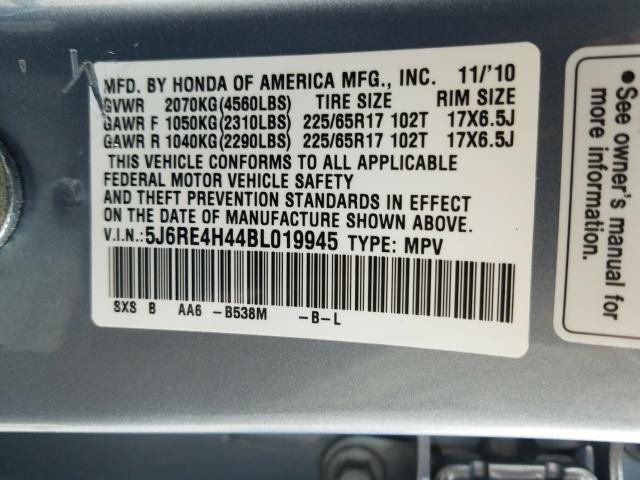 MFD. BY HONDA OF AMERICA MFG., INC. 11/'10
GVWR 2070KG(4560LBS) TIRE SIZE RIM SIZE
GAWR F 1050KG(2310LBS) 225/65R17 102T 17X6.5J
GAWR R 1040KG(2290LBS) 225/65R17 102T 17X6.5J
THIS VEHICLE CONFORMS TO ALL APPLICABLE
FEDERAL MOTOR VEHICLE SAFETY
AND THEFT PREVENTION STANDARDS IN EFFECT
ON THE DATE OF MANUFACTURE SHOWN ABOVE.
V.I.N.:5J6RE4H44BL019945 TYPE: MPV
SXS B AA6 -B538M -B-L
•See owner's manual for
more information.